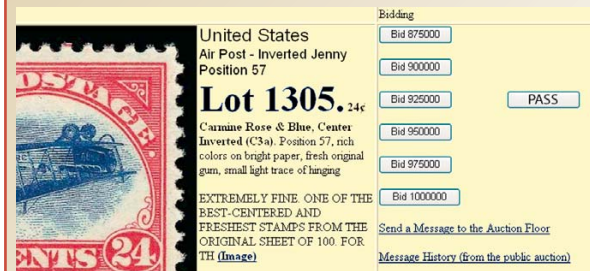 POSTAGE.
CENTS 24
United States
Air Post - Inverted Jenny
Position 57
Lot 1305. 24¢
Carmine Rose & Blue, Center
Inverted (C3a). Position 57, rich
colors on bright paper, fresh original
gum, small light trace of hinging
EXTREMELY FINE. ONE OF THE
BEST-CENTERED AND
FRESHEST STAMPS FROM THE
ORIGINAL SHEET OF 100. FOR
TH (Image)
Bidding
Bid 875000
Bid 900000
Bid 925000
PASS
Bid 950000
Bid 975000
Bid 1000000
Send a Message to the Auction Floor
Message History (from the public auction)